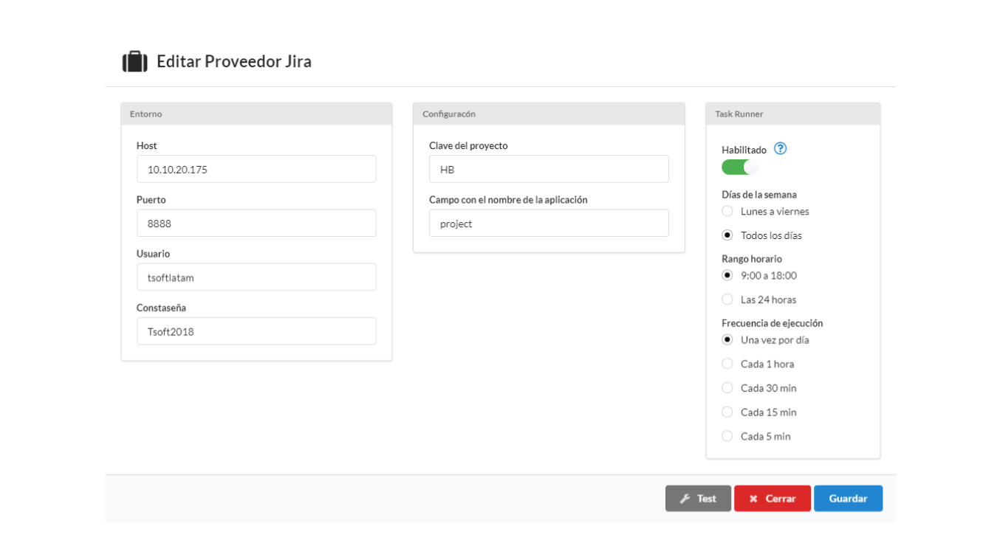 Editar Proveedor Jira
Entorno
Host
10.10.20.175
Puerto
8888
Usuario
tsoftlatam
Constaseña
Tsoft2018
Configuracón
Clave del proyecto
HB
Campo con el nombre de la aplicación
project
Task Runner
Habilitado ?
Días de la semana
Lunes a viernes
Todos los días
Rango horario
9:00 a 18:00
Las 24 horas
Frecuencia de ejecución
Una vez por día
Cada 1 hora
Cada 30 min
Cada 15 min
Cada 5 min
Test
Cerrar
Guardar